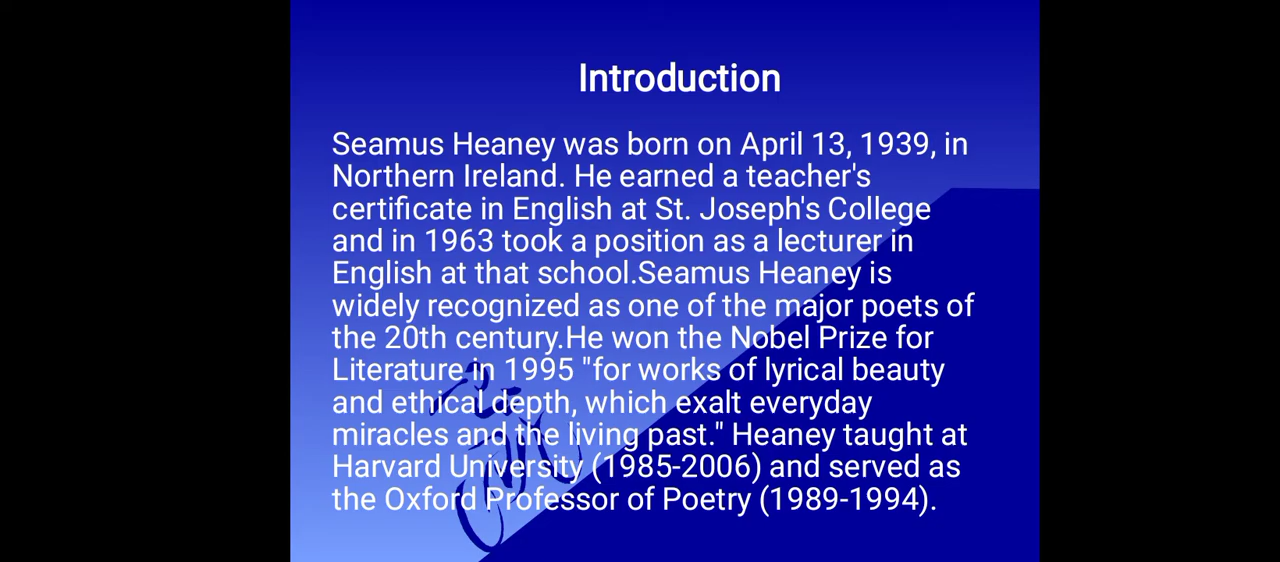 Introduction
Seamus Heaney was born on April 13, 1939, in
Northern Ireland. He earned a teacher's
certificate in English at St. Joseph's College
and in 1963 took a position as a lecturer in
English at that school.Seamus Heaney is
widely recognized as one of the major poets of
the 20th century.He won the Nobel Prize for
Literature in 1995 "for works of lyrical beauty
and ethical depth, which exalt everyday
miracles and the living past." Heaney taught at
Harvard University (1985-2006) and served as
the Oxford Professor of Poetry (1989-1994).